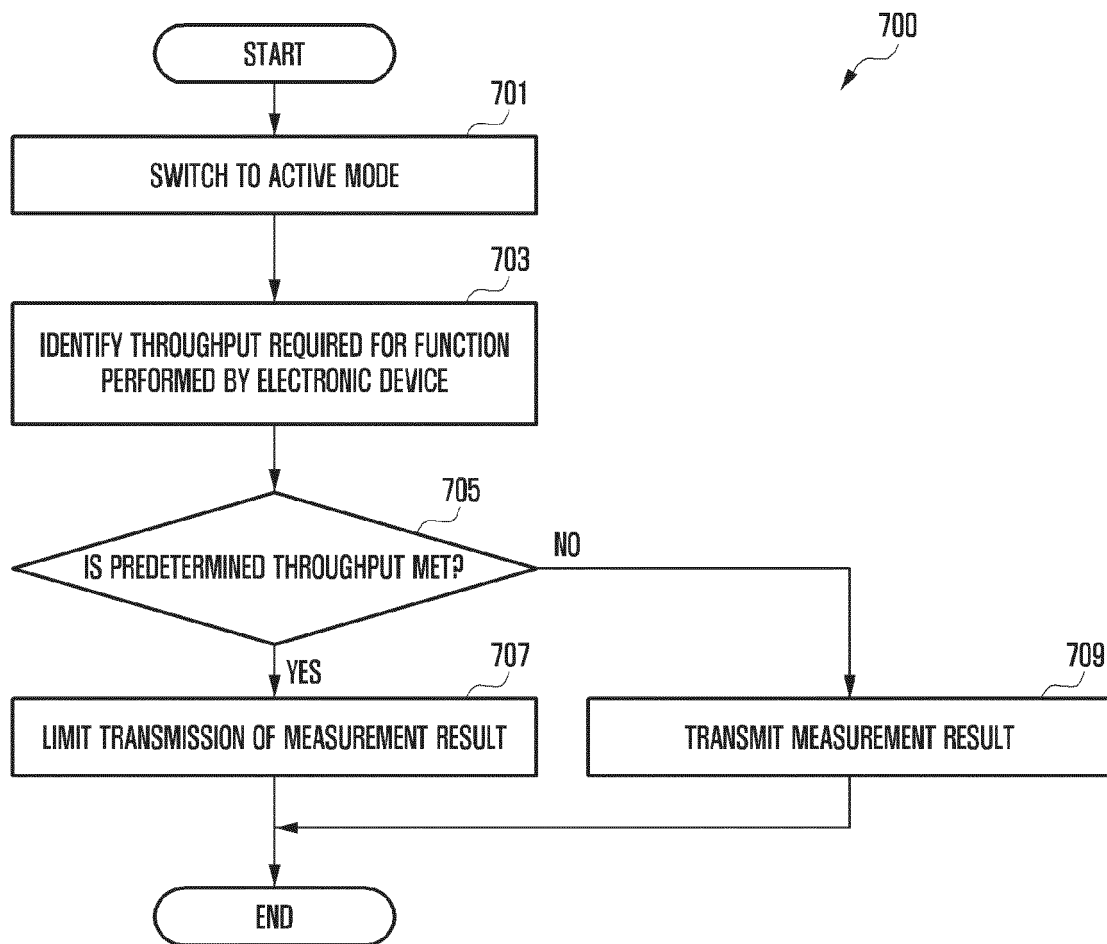 START
700
701
SWITCH TO ACTIVE MODE
703
IDENTIFY THROUGHPUT REQUIRED FOR FUNCTION
PERFORMED BY ELECTRONIC DEVICE
705
IS PREDETERMINED THROUGHPUT MET?
NO
YES
707
LIMIT TRANSMISSION OF MEASUREMENT RESULT
709
TRANSMIT MEASUREMENT RESULT
END